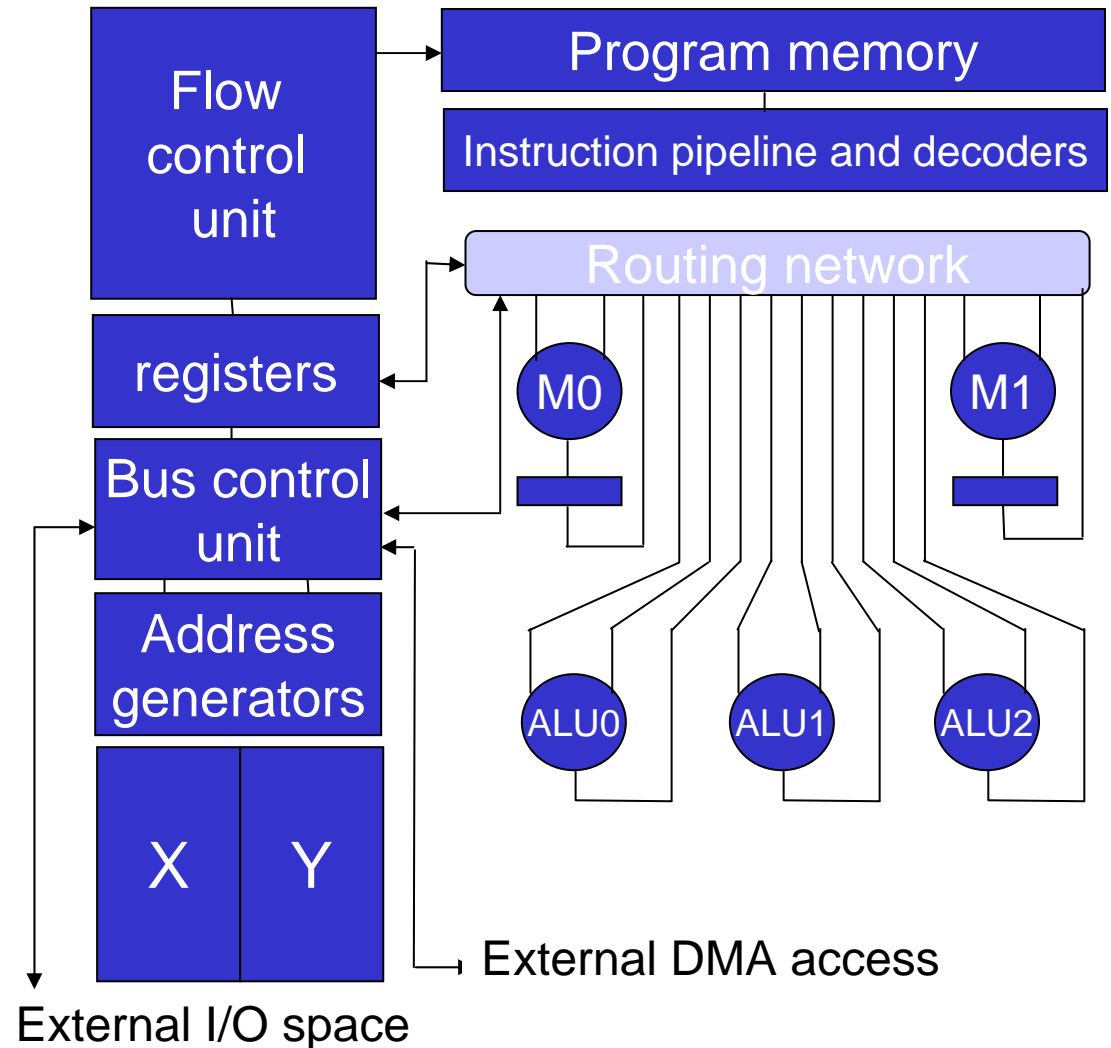 Flow
control
unit
Program memory
Instruction pipeline and decoders
Routing network
registers
M0
M1
Bus control
unit
Address
generators
ALU0
ALU1
ALU2
X
Y
External DMA access
External I/O space